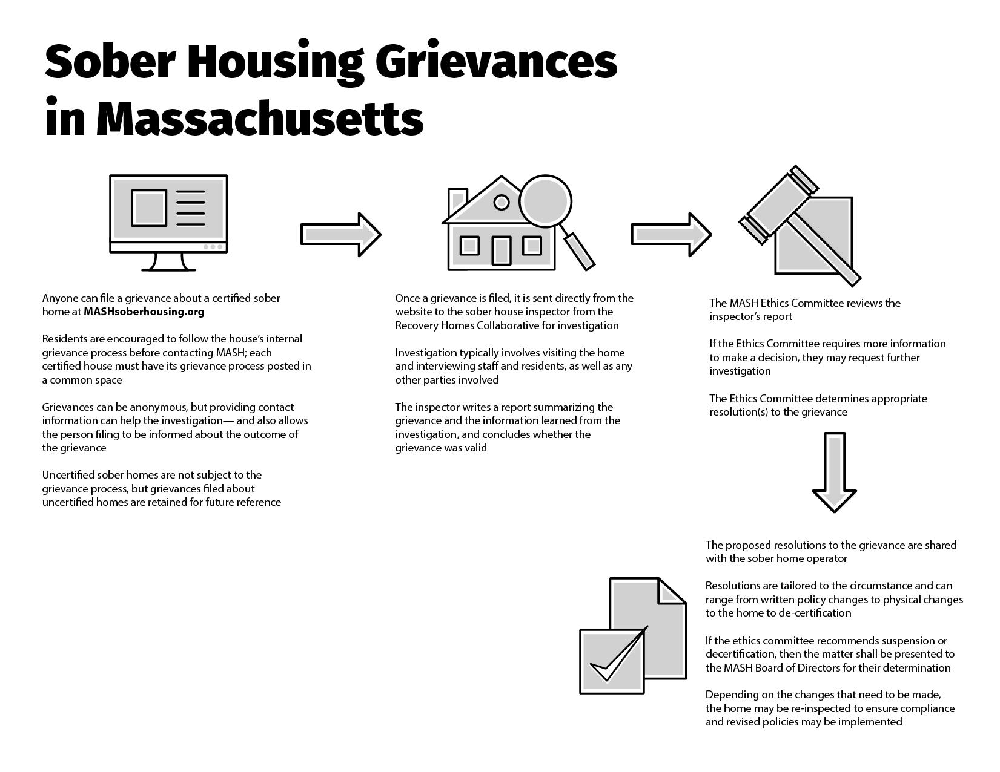 Sober Housing Grievances
in Massachusetts
Anyone can file a grievance about a certified sober
home at MASHsoberhousing.org
Residents are encouraged to follow the house's internal
grievance process before contacting MASH; each
certified house must have its grievance process posted in
a common space
Grievances can be anonymous, but providing contact
information can help the investigation— and also allows
the person filing to be informed about the outcome of
the grievance
Uncertified sober homes are not subject to the
grievance process, but grievances filed about
uncertified homes are retained for future reference
Once a grievance is filed, it is sent directly from the
website to the sober house inspector from the
Recovery Homes Collaborative for investigation
Investigation typically involves visiting the home
and interviewing staff and residents, as well as any
other parties involved
The inspector writes a report summarizing the
grievance and the information learned from the
investigation, and concludes whether the
grievance was valid
The MASH Ethics Committee reviews the
inspector's report
If the Ethics Committee requires more information
to make a decision, they may request further
investigation
The Ethics Committee determines appropriate
resolution(s) to the grievance
The proposed resolutions to the grievance are shared
with the sober home operator
Resolutions are tailored to the circumstance and can
range from written policy changes to physical changes
to the home to de-certification
If the ethics committee recommends suspension or
decertification, then the matter shall be presented to
the MASH Board of Directors for their determination
Depending on the changes that need to be made,
the home may be re-inspected to ensure compliance
and revised policies may be implemented